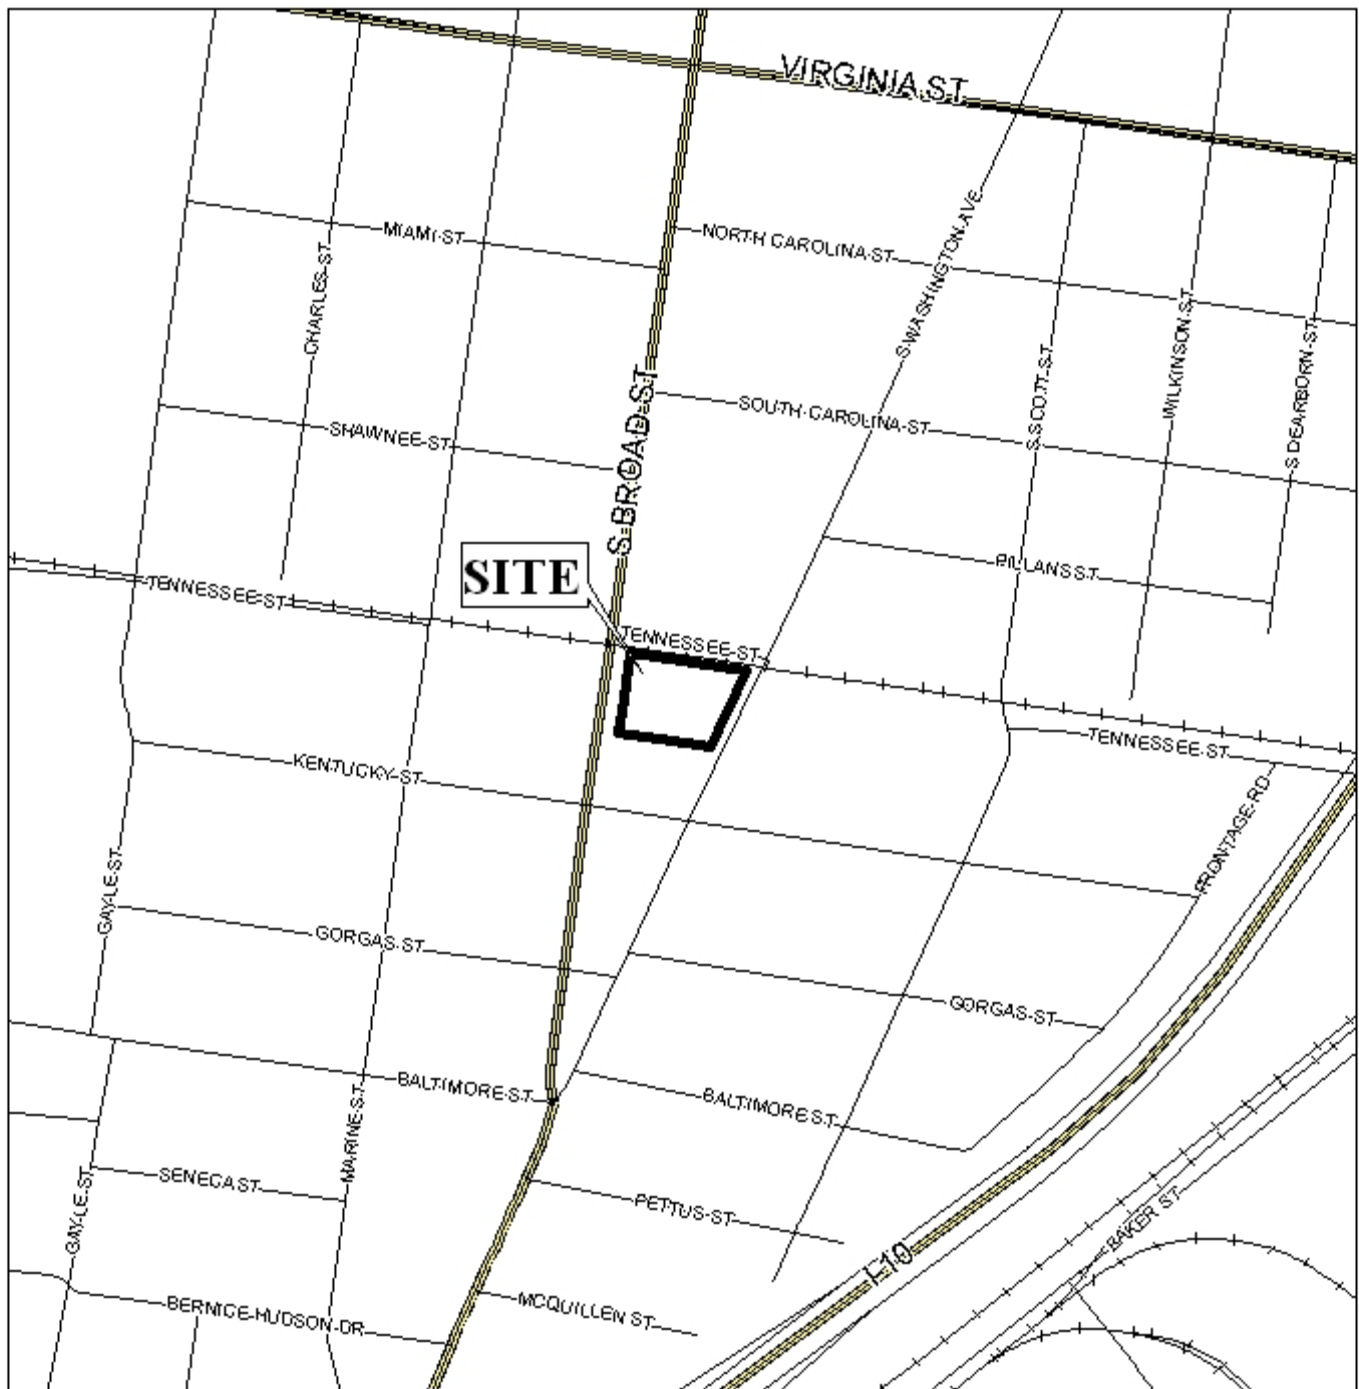 VIRGINIA ST
MIAMI ST
NORTH CAROLINA ST
S WASHINGTON AVE
CHARLES ST
S BROAD ST
SHAWNEE ST
SOUTH CAROLINA ST
S SCOTT ST
WILKINSON ST
S DEARBORN ST
SITE
PILLANS ST
TENNESSEE ST
TENNESSEE ST
TENNESSEE ST
KENTUCKY ST
FRONTAGE RD
GAYLE ST
GORGAS ST
GORGAS ST
BALTIMORE ST
BALTIMORE ST
MARINE ST
SENECA ST
GAYLE ST
PETTUS ST
BAKER ST
I-10
BERNICE HUDSON DR
MCQUILLEN ST